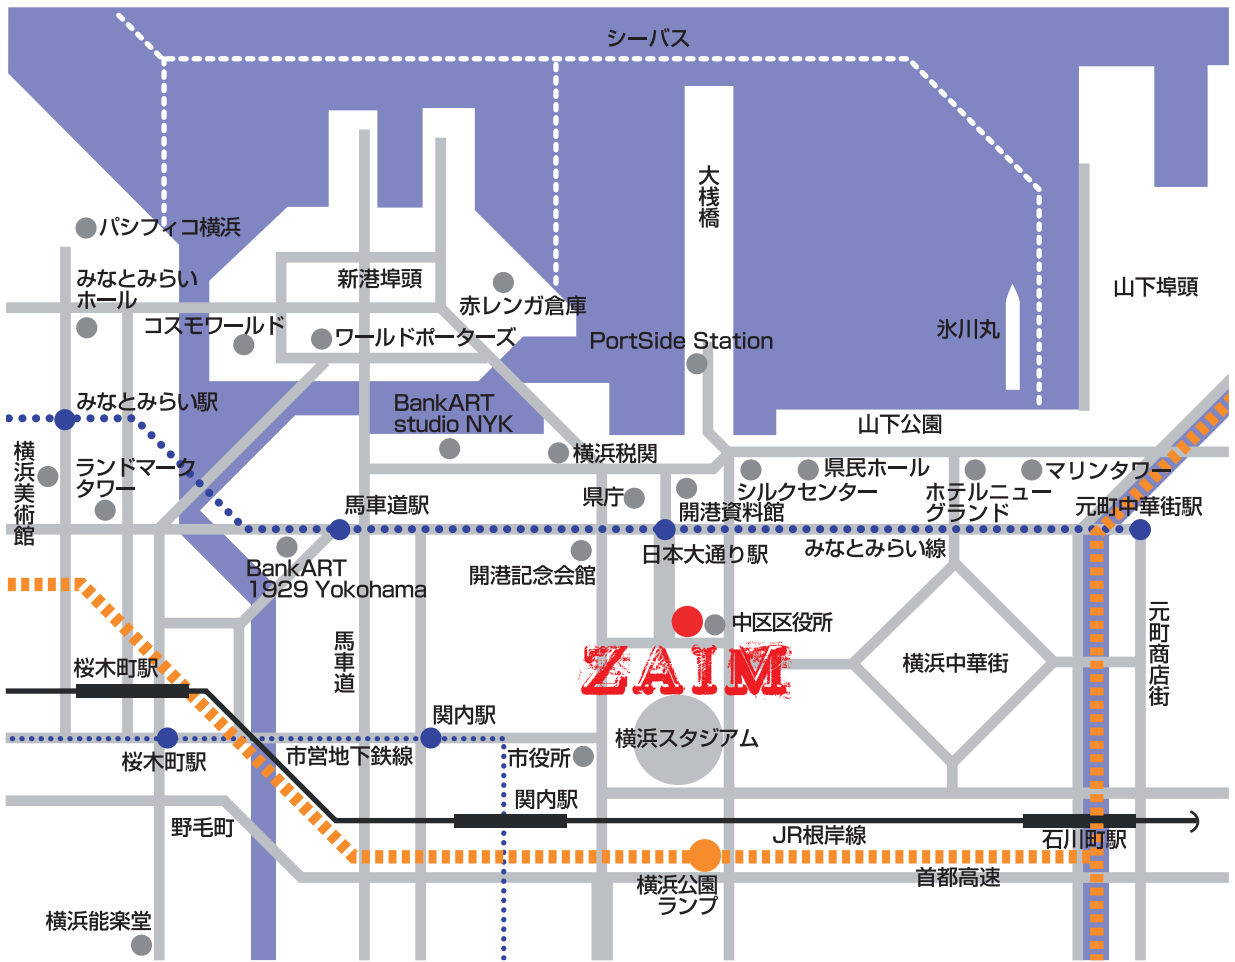 シーバス
大桟橋
パシフィコ横浜
みなとみらい
ホール
新港埠頭
赤レンガ倉庫
山下埠頭
コスモワールド
ワールドポーターズ
PortSide Station
氷川丸
みなとみらい駅
BankART
studio NYK
山下公園
横浜美術館
ランドマーク
タワー
横浜税関
県民ホール
マリンタワー
県庁
シルクセンター
ホテルニュー
グランド
馬車道駅
開港資料館
元町中華街駅
日本大通り駅
みなとみらい線
BankART
1929 Yokohama
開港記念会館
元町商店街
中区区役所
馬車道
ZAIM
横浜中華街
桜木町駅
関内駅
横浜スタジアム
桜木町駅
市営地下鉄線
市役所
関内駅
野毛町
JR根岸線
石川町駅
首都高速
横浜公園
ランプ
横浜能楽堂